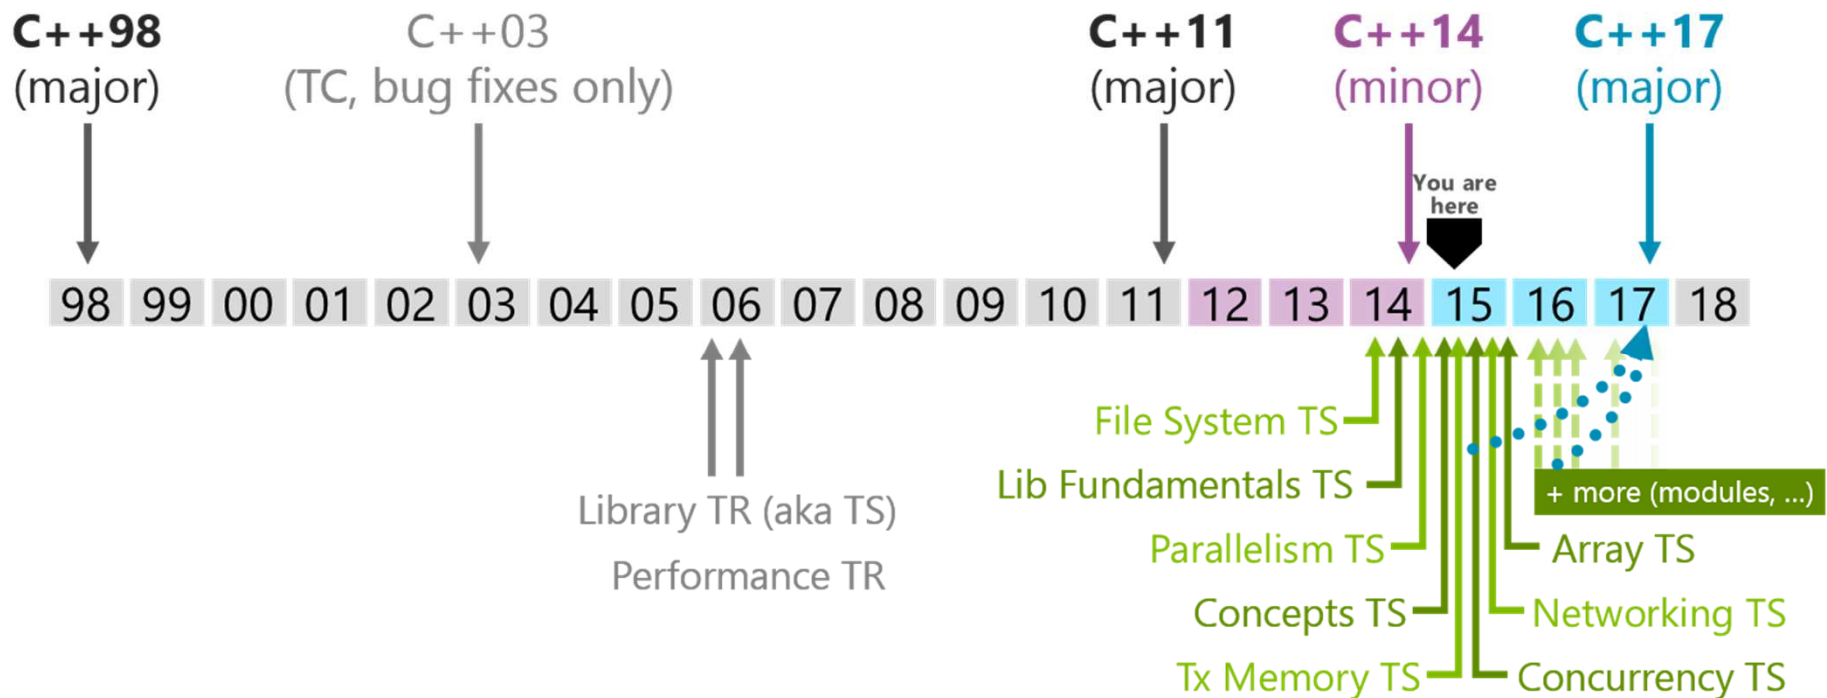 C++98
(major)
C++03
(TC, bug fixes only)
C++11
(major)
C++14
(minor)
C++17
(major)
You are
here
98 99 00 01 02 03 04 05 06 07 08 09 10 11 12 13 14 15 16 17 18
File System TS
Lib Fundamentals TS
+ more (modules, ...)
Library TR (aka TS)
Parallelism TS
Array TS
Performance TR
Concepts TS
Networking TS
Tx Memory TS
Concurrency TS